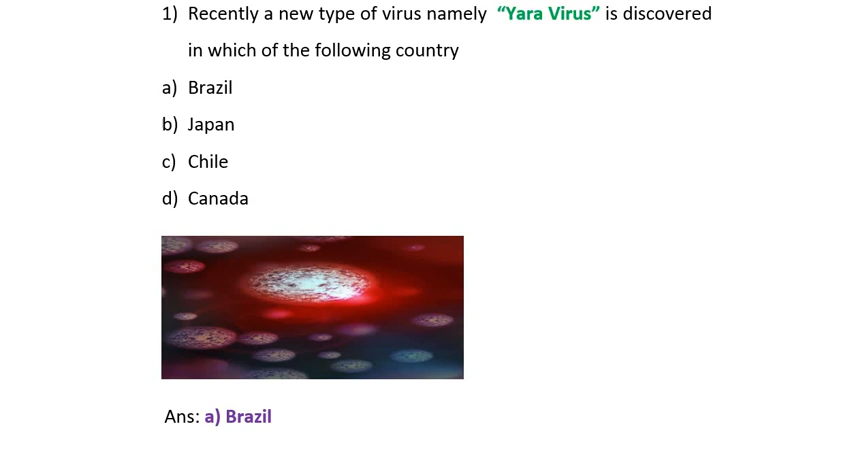 1) Recently a new type of virus namely “Yara Virus” is discovered
in which of the following country
a) Brazil
b) Japan
c) Chile
d) Canada
Ans: a) Brazil